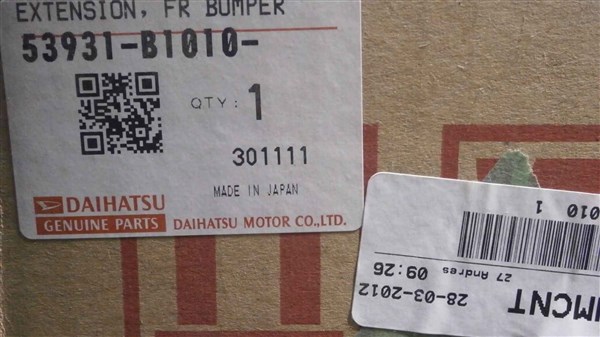 EXTENSION, FR BUMPER
53931-B1010-
QTY: 1
301111
MADE IN JAPAN
DAIHATSU
GENUINE PARTS
DAIHATSU MOTOR CO.,LTD.
MCNT
28-03-2012 09:26
27 Andres
010 1